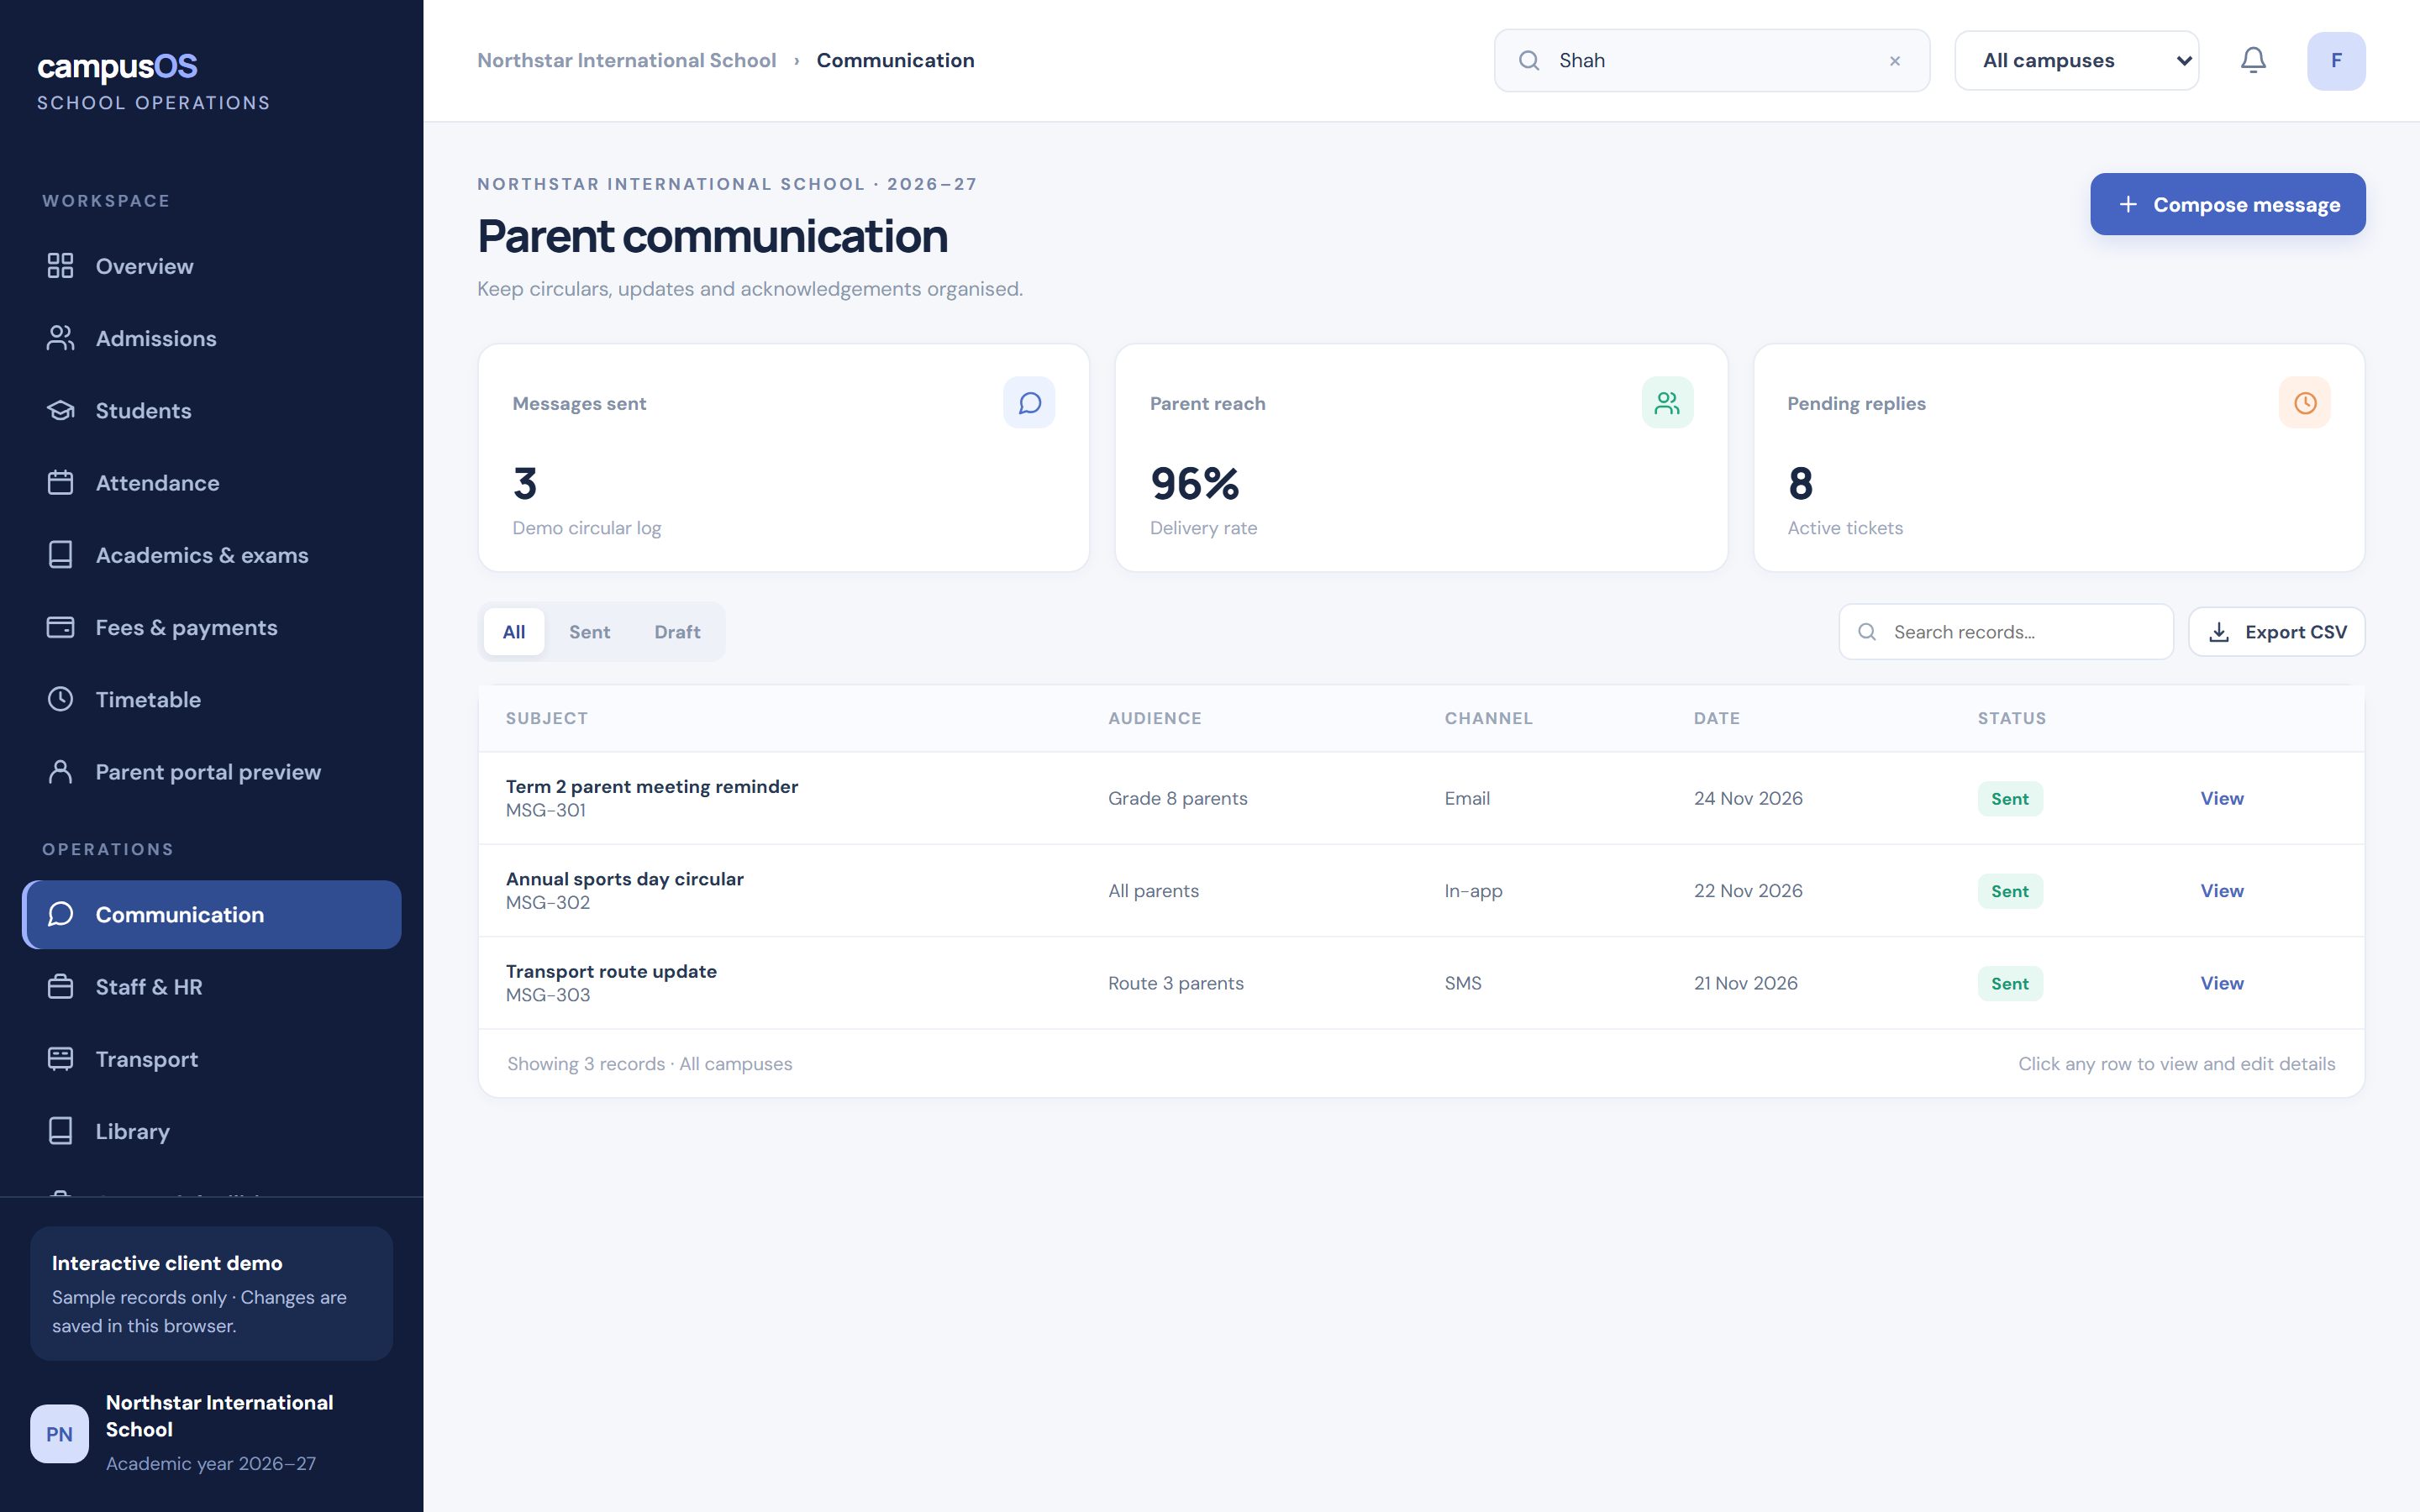 campusOS
SCHOOL OPERATIONS
WORKSPACE
Overview
Admissions
Students
Attendance
Academics & exams
Fees & payments
Timetable
Parent portal preview
OPERATIONS
Communication
Staff & HR
Transport
Library
Interactive client demo
Sample records only · Changes are
saved in this browser.
PN
Northstar International
School
Academic year 2026–27
Northstar International School › Communication
Shah ×
All campuses
F
NORTHSTAR INTERNATIONAL SCHOOL · 2026–27
Parent communication
Keep circulars, updates and acknowledgements organised.
+ Compose message
Messages sent
3
Demo circular log
Parent reach
96%
Delivery rate
Pending replies
8
Active tickets
All Sent Draft
Search records...
Export CSV
SUBJECT AUDIENCE CHANNEL DATE STATUS
Term 2 parent meeting reminder
MSG-301
Grade 8 parents Email 24 Nov 2026 Sent View
Annual sports day circular
MSG-302
All parents In-app 22 Nov 2026 Sent View
Transport route update
MSG-303
Route 3 parents SMS 21 Nov 2026 Sent View
Showing 3 records · All campuses
Click any row to view and edit details